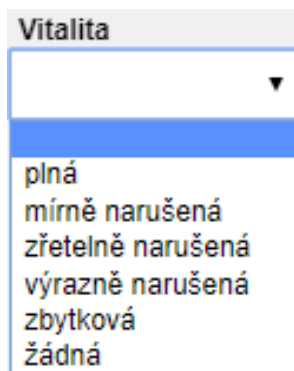 Vitalita
plná
mírně narušená
zřetelně narušená
výrazně narušená
zbytková
žádná